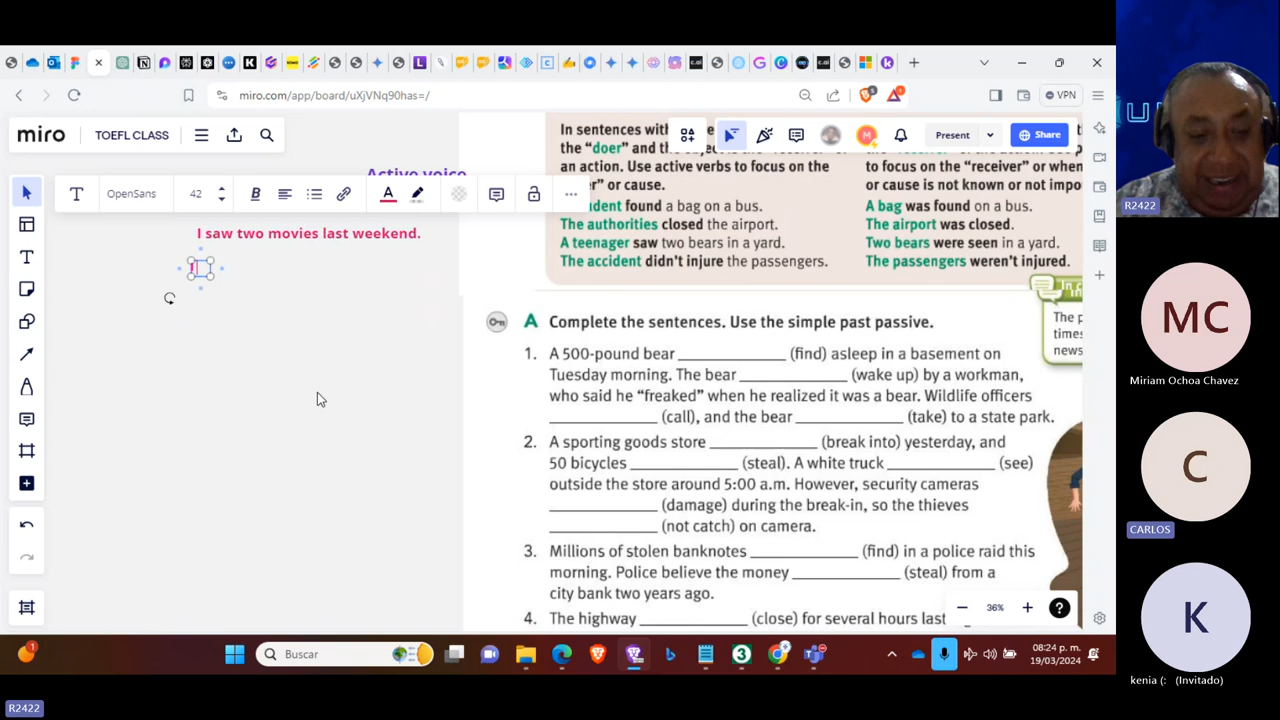 miro.com/app/board/uXjVNq90has=/
VPN
miro
TOEFL CLASS
Present
Share
OpenSans
42
B
A
Active voice
I saw two movies last weekend.
I
In sentences with
the "doer" and
an action. Use active verbs to focus on the
" or cause.
found a bag on a bus.
The authorities closed the airport.
A teenager saw two bears in a yard.
The accident didn't injure the passengers.
to focus on the "receiver" or when
or cause is not known or not impo
A bag was found on a bus.
The airport was closed.
Two bears were seen in a yard.
The passengers weren't injured.
In c
The p
times
news
A Complete the sentences. Use the simple past passive.
1. A 500-pound bear ____________ (find) asleep in a basement on
Tuesday morning. The bear ____________ (wake up) by a workman,
who said he "freaked" when he realized it was a bear. Wildlife officers
____________ (call), and the bear ____________ (take) to a state park.
2. A sporting goods store ____________ (break into) yesterday, and
50 bicycles ____________ (steal). A white truck ____________ (see)
outside the store around 5:00 a.m. However, security cameras
____________ (damage) during the break-in, so the thieves
____________ (not catch) on camera.
3. Millions of stolen banknotes ____________ (find) in a police raid this
morning. Police believe the money ____________ (steal) from a
city bank two years ago.
4. The highway ____________ (close) for several hours last
36%
Buscar
08:24 p. m.
19/03/2024
R2422
MC
Miriam Ochoa Chavez
C
CARLOS
K
kenia (: (Invitado)
R2422